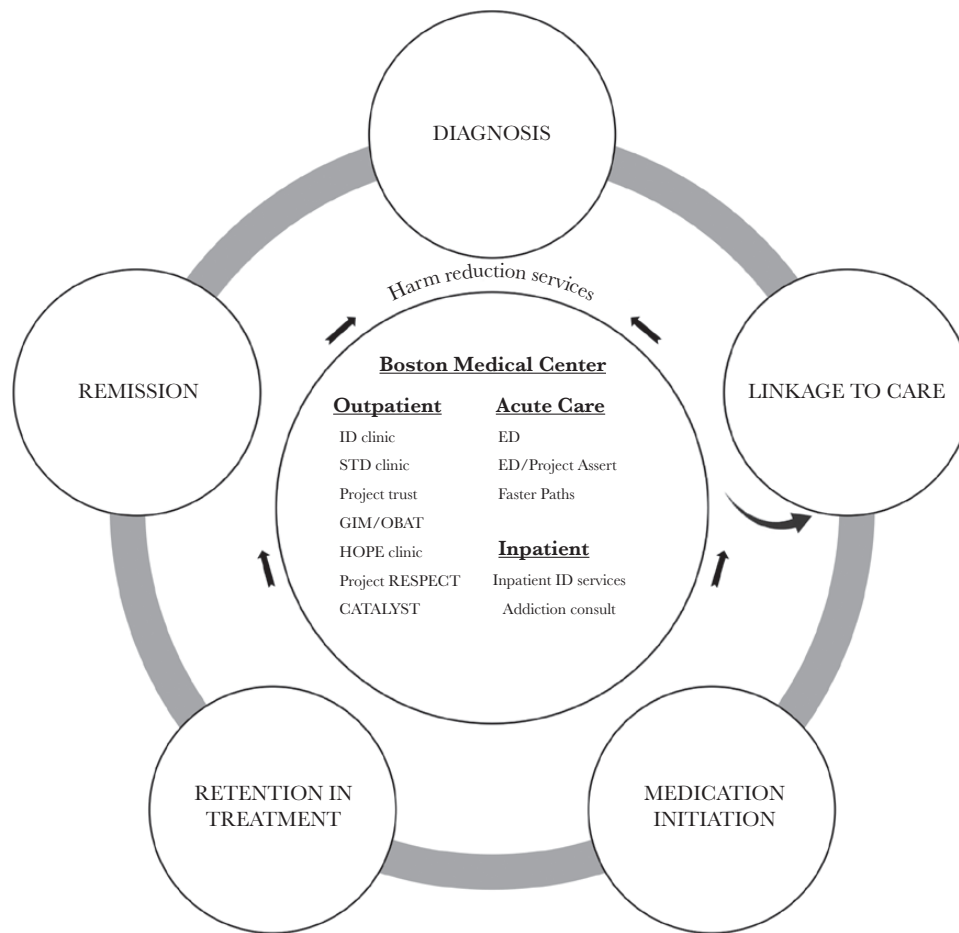 DIAGNOSIS
Harm reduction services
REMISSION
LINKAGE TO CARE
Boston Medical Center
Outpatient
ID clinic
STD clinic
Project trust
GIM/OBAT
HOPE clinic
Project RESPECT
CATALYST
Acute Care
ED
ED/Project Assert
Faster Paths
Inpatient
Inpatient ID services
Addiction consult
RETENTION IN
TREATMENT
MEDICATION
INITIATION